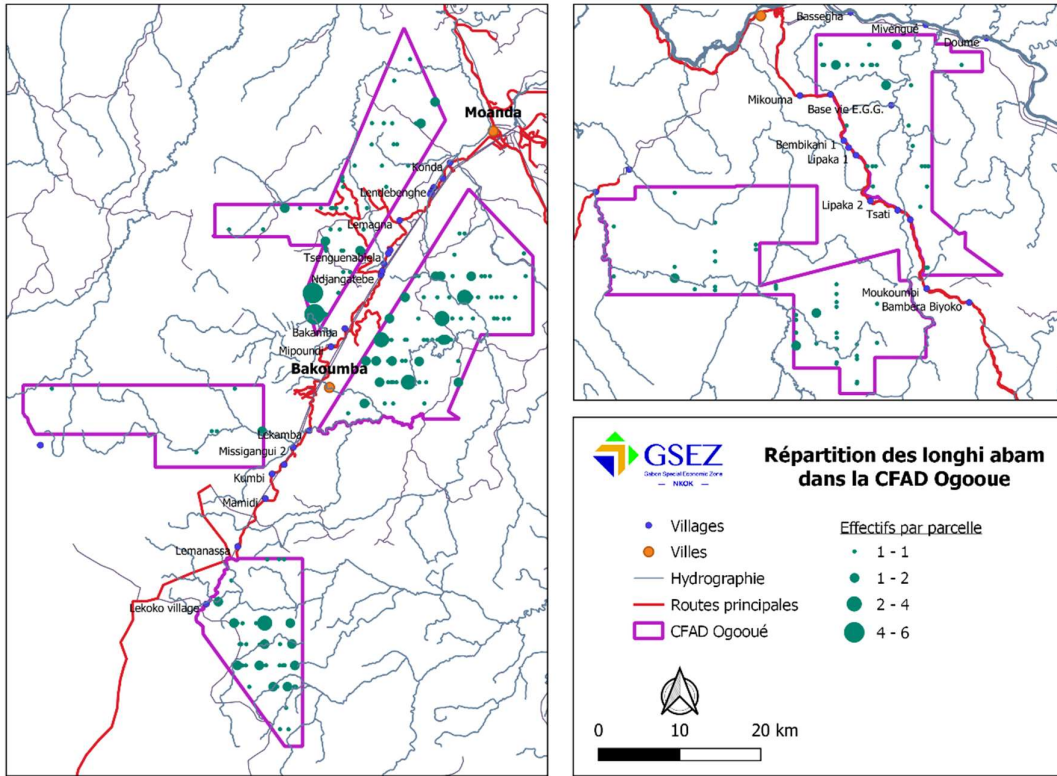 Moanda
Konda
Lendebenghe
Lemagna
Tsenguenabiela
Ndjangatebe
Bakamba
Mipoundi
Bakoumba
Lekamba
Missigangui 2
Kumbi
Mamidi
Lemanassa
Lekoko village
Bassegha
Mivengue
Doume
Mikouma
Base vie E.G.G.
Bembikani 1
Lipaka 1
Lipaka 2
Tsati
Moukoumbi
Bambera Biyoko
GSEZ
Gabon Special Economic Zone
— NKOK —
Répartition des longhi abam
dans la CFAD Ogooue
Villages
Villes
Hydrographie
Routes principales
CFAD Ogooué
Effectifs par parcelle
1 - 1
1 - 2
2 - 4
4 - 6
0 10 20 km